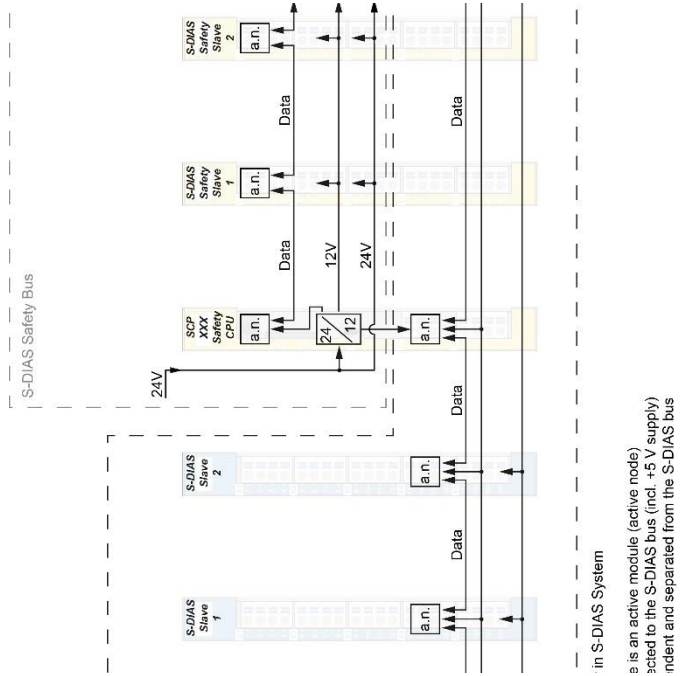 S-DIAS Safety Bus
24V
S-DIAS
Slave
1
S-DIAS
Slave
2
SCP
XXX
Safety
CPU
S-DIAS
Safety
Slave
1
S-DIAS
Safety
Slave
2
a.n.
a.n.
a.n.
Data
Data
24
12
12V
24V
a.n.
a.n.
a.n.
Data
Data
Data
in S-DIAS System
e is an active module (active node)
ected to the S-DIAS bus (incl. +5 V supply)
endent and separated from the S-DIAS bus